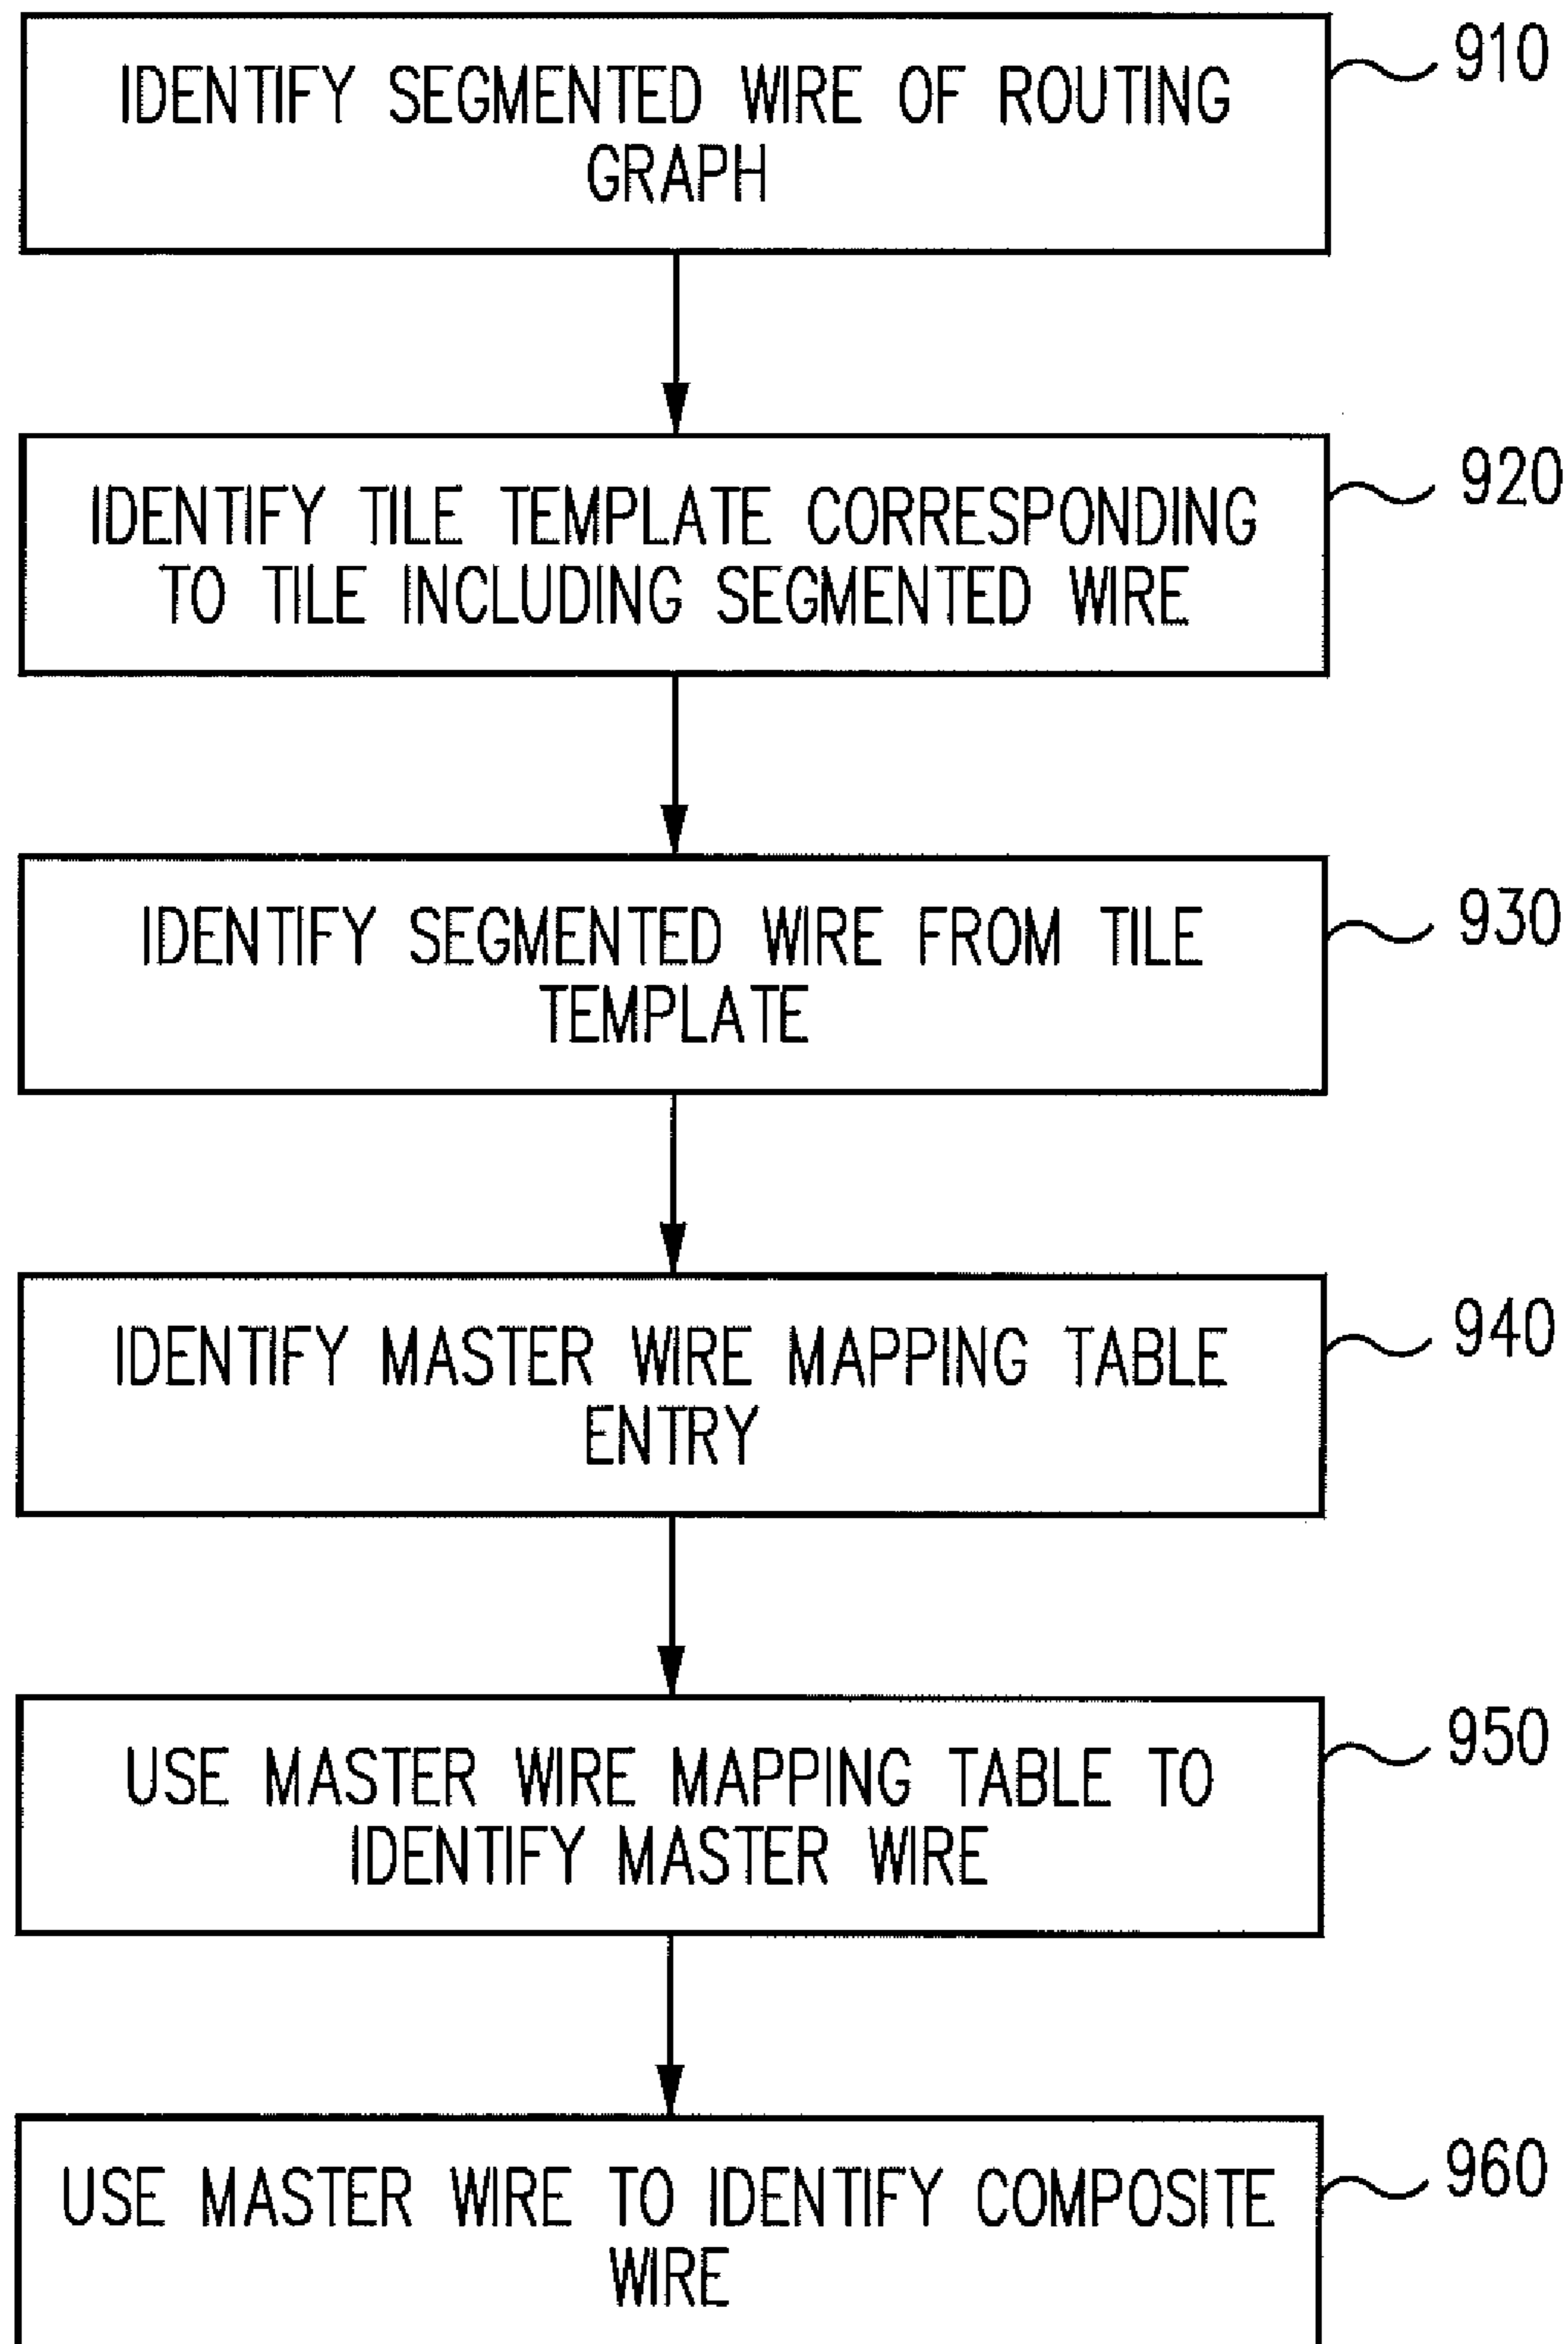 IDENTIFY SEGMENTED WIRE OF ROUTING
GRAPH
910
IDENTIFY TILE TEMPLATE CORRESPONDING
TO TILE INCLUDING SEGMENTED WIRE
920
IDENTIFY SEGMENTED WIRE FROM TILE
TEMPLATE
930
IDENTIFY MASTER WIRE MAPPING TABLE
ENTRY
940
USE MASTER WIRE MAPPING TABLE TO
IDENTIFY MASTER WIRE
950
USE MASTER WIRE TO IDENTIFY COMPOSITE
WIRE
960